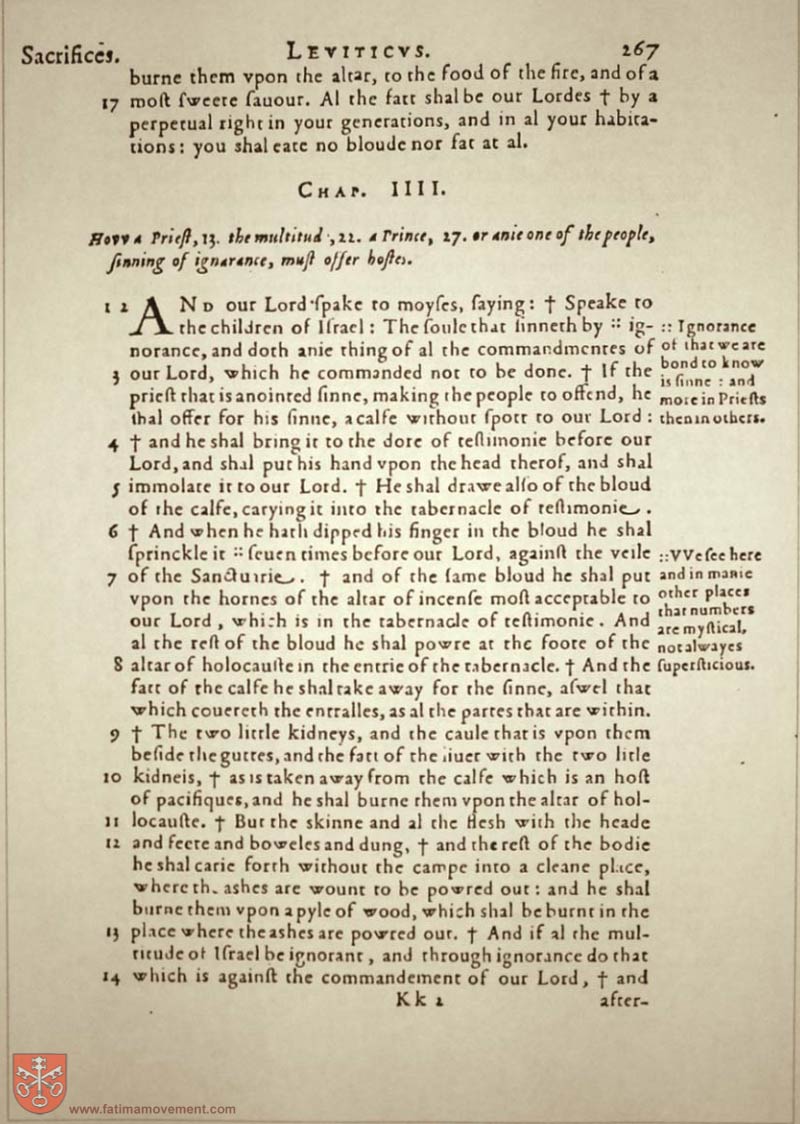 Sacrifices. LEVITICVS. 267
burne them vpon the altar, to the food of the fire, and of a
17 moſt ſweete ſauour. Al the fatt shal be our Lordes † by a
perpetual right in your generations, and in al your habita-
tions: you shal eate no bloude nor fat at al.
CHAP. IIII.
Hovv a Prieſt, 13. the multitud, 22. a Prince, 27. or anie one of the people,
ſinning of ignarance, muſt offer hoſtes.
1 2 AND our Lord ſpake to moyſes, ſaying: † Speake to
the children of Iſrael: The ſoule that ſinneth by :: ig- :: Ignorance
norance, and doth anie thing of al the commandmentes of of that we are
3 our Lord, which he commanded not to be done. † If the bond to know
prieſt that is anointed ſinne, making the people to offend, he is ſinne: and more in Prieſts
shal offer for his ſinne, a calfe without ſpott to our Lord: then in others.
4 † and he shal bring it to the dore of teſtimonie before our
Lord, and shal put his hand vpon the head therof, and shal
5 immolate it to our Lord. † He shal drawe alſo of the bloud
of the calfe, carying it into the tabernacle of teſtimonie.
6 † And when he hath dipped his finger in the bloud he shal
ſprinckle it :: ſeuen times before our Lord, againſt the veile :: VVe ſee here
7 of the Sanctuarie. † and of the ſame bloud he shal put and in manie
vpon the hornes of the altar of incenſe moſt acceptable to other places
our Lord, which is in the tabernacle of teſtimonie. And that numbers
al the reſt of the bloud he shal powre at the foote of the are myſtical, not alwayes
8 altar of holocauſte in the entrie of the tabernacle. † And the ſuperſticious.
fatt of the calfe he shal take away for the ſinne, aſwel that
which couereth the entralles, as al the partes that are within.
9 † The two little kidneys, and the caule that is vpon them
beſide the guttes, and the fatt of the liuer with the two litle
10 kidneis, † as is taken away from the calfe which is an hoſt
of pacifiques, and he shal burne them vpon the altar of hol-
11 locauſte. † But the skinne and al the flesh with the heade
12 and feete and boweles and dung, † and the reſt of the bodie
he shal carie forth without the campe into a cleane place,
where the ashes are wount to be powred out: and he shal
burne them vpon a pyle of wood, which shal be burnt in the
13 place where the ashes are powred out. † And if al the mul-
titude of Iſrael be ignorant, and through ignorance do that
14 which is againſt the commandement of our Lord, † and
Kk 2 after-
www.fatimamovement.com